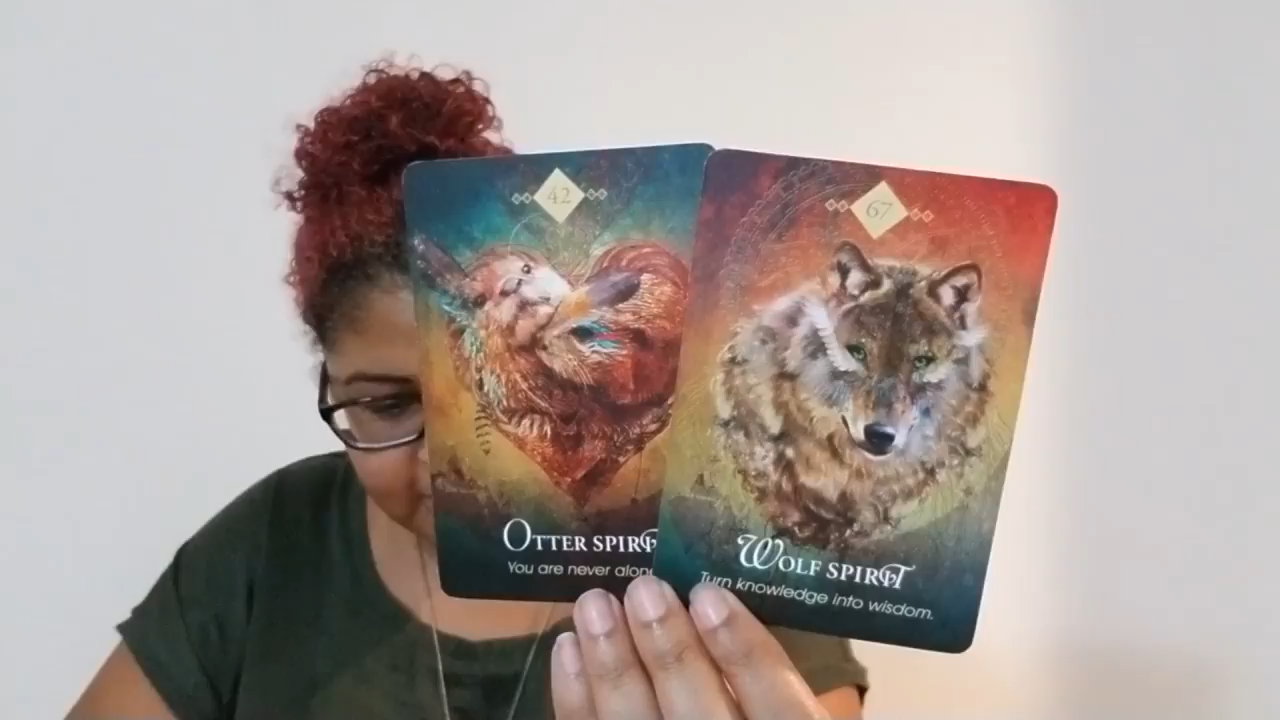 42
OTTER SPIRIT
You are never alone
67
WOLF SPIRIT
Turn knowledge into wisdom.